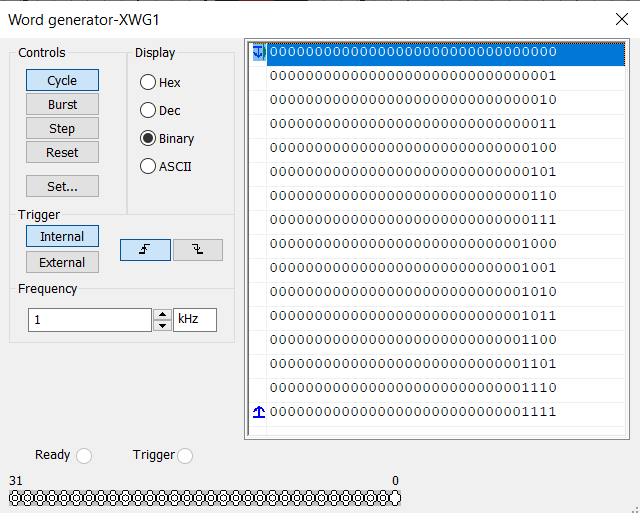 Word generator-XWG1
Controls
Cycle
Burst
Step
Reset
Set...
Display
Hex
Dec
Binary
ASCII
Trigger
Internal
External
Frequency
1
kHz
00000000000000000000000000000000
00000000000000000000000000000001
00000000000000000000000000000010
00000000000000000000000000000011
00000000000000000000000000000100
00000000000000000000000000000101
00000000000000000000000000000110
00000000000000000000000000000111
00000000000000000000000000001000
00000000000000000000000000001001
00000000000000000000000000001010
00000000000000000000000000001011
00000000000000000000000000001100
00000000000000000000000000001101
00000000000000000000000000001110
00000000000000000000000000001111
Ready
Trigger
31 0